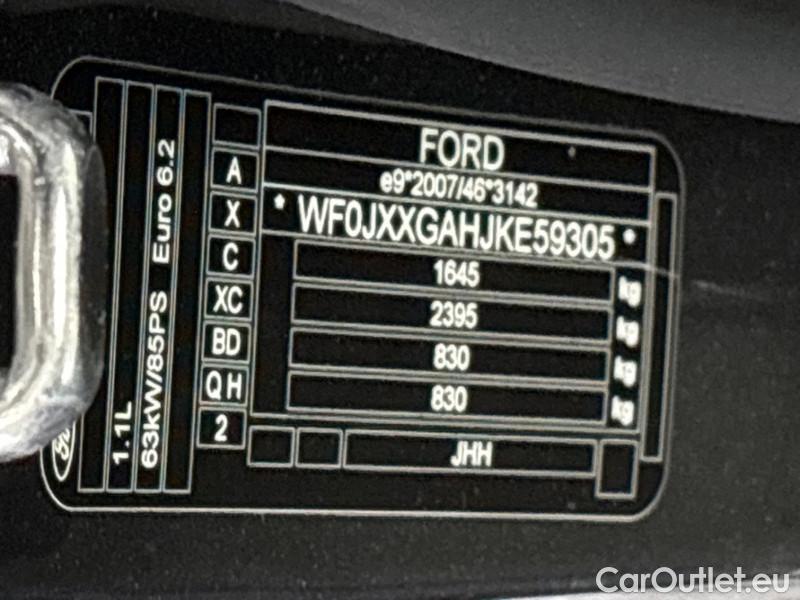 FORD
e9*2007/46*3142
* WF0JXXGAHJKE59305 *
1645 kg
2395 kg
830 kg
830 kg
JHH
A
X
C
XC
BD
QH
2
1.1L
63kW/85PS Euro 6.2
CarOutlet.eu